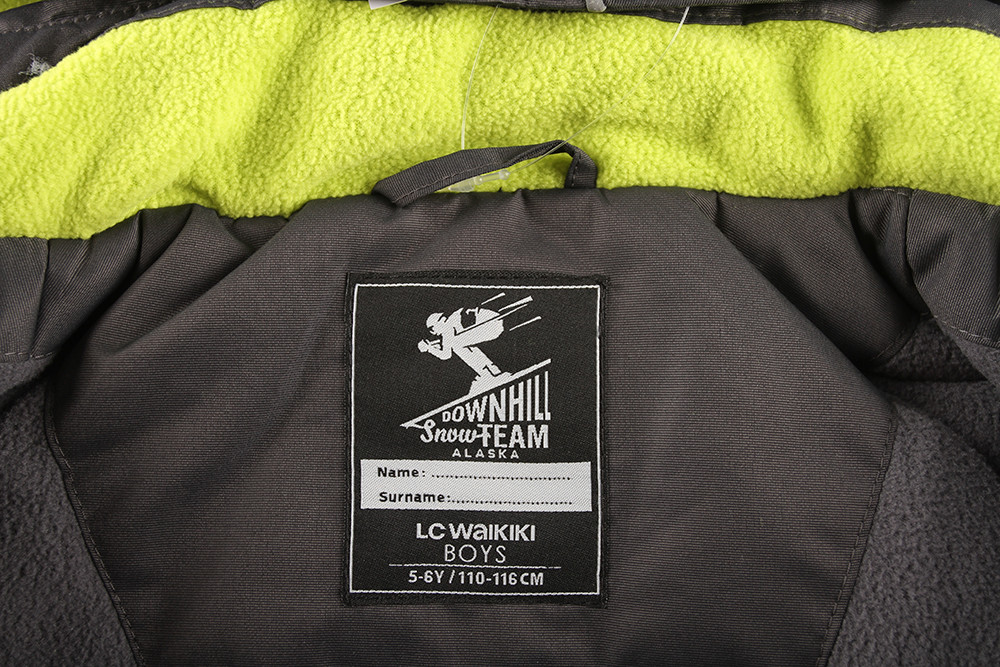 DOWNHILL
Snow TEAM
ALASKA
Name: ..............................
Surname:..........................
LC WAIKIKI
BOYS
5-6Y / 110-116 CM